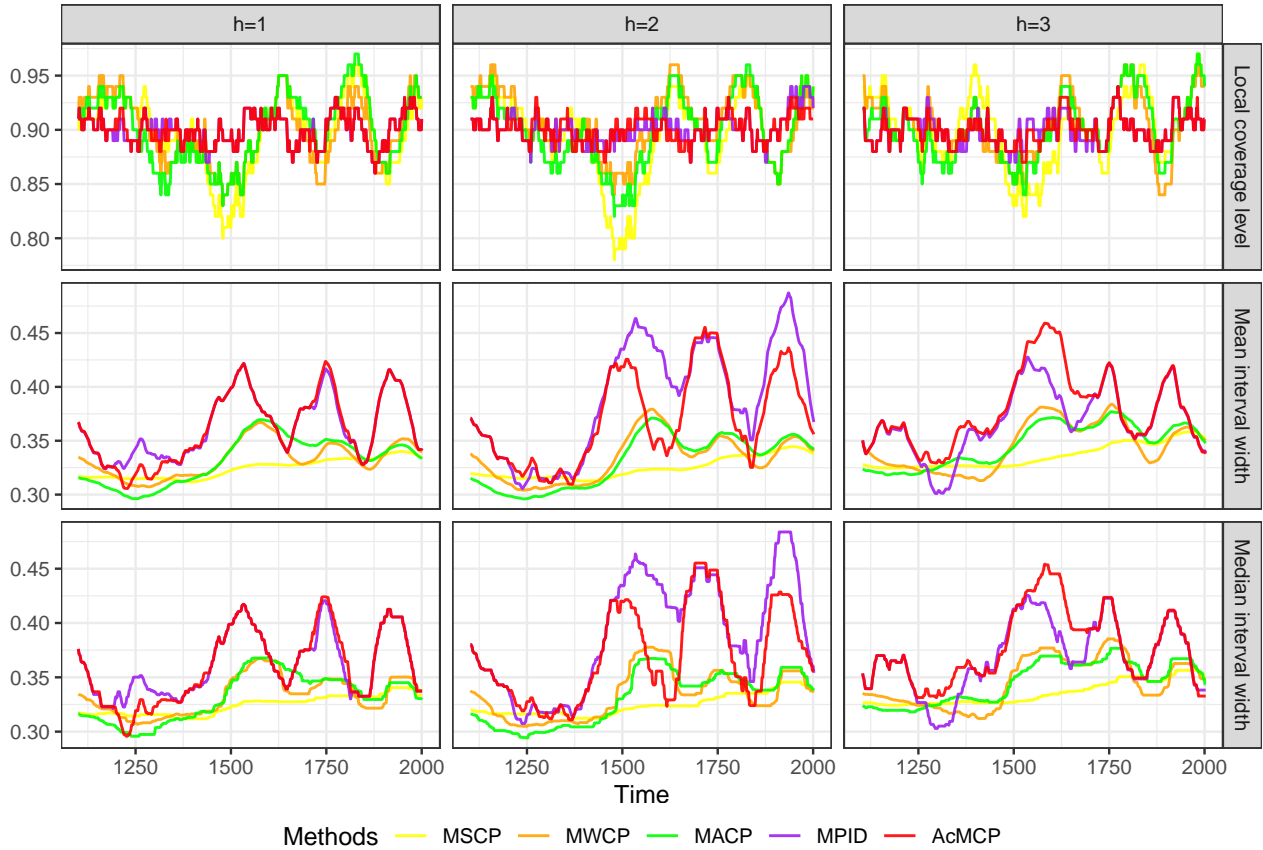 h=1 h=2 h=3
0.95
0.90
0.85
0.80
Local coverage level
0.45
0.40
0.35
0.30
Mean interval width
0.45
0.40
0.35
0.30
Median interval width
1250 1500 1750 2000 1250 1500 1750 2000 1250 1500 1750 2000
Time
Methods MSCP MWCP MACP MPID AcMCP